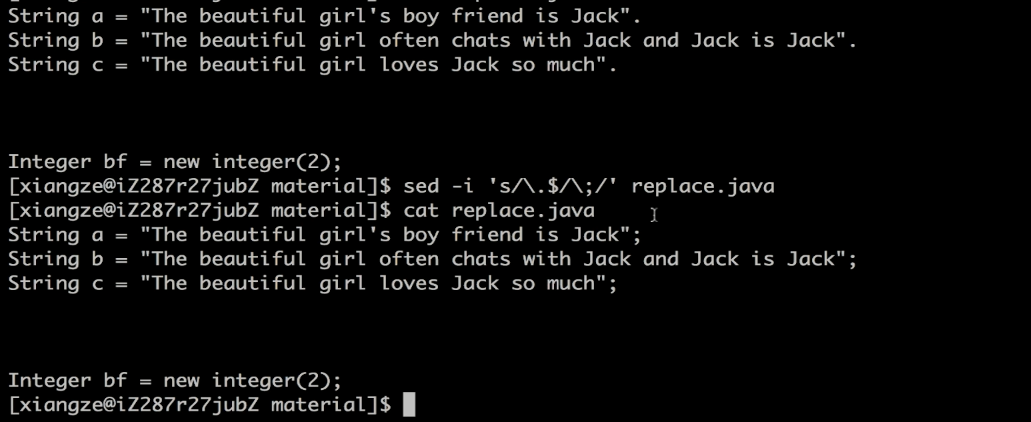 String a = "The beautiful girl's boy friend is Jack".
String b = "The beautiful girl often chats with Jack and Jack is Jack".
String c = "The beautiful girl loves Jack so much".
Integer bf = new integer(2);
[xiangze@iZ287r27jubZ material]$ sed -i 's/\.$/\;/' replace.java
[xiangze@iZ287r27jubZ material]$ cat replace.java
String a = "The beautiful girl's boy friend is Jack";
String b = "The beautiful girl often chats with Jack and Jack is Jack";
String c = "The beautiful girl loves Jack so much";
Integer bf = new integer(2);
[xiangze@iZ287r27jubZ material]$